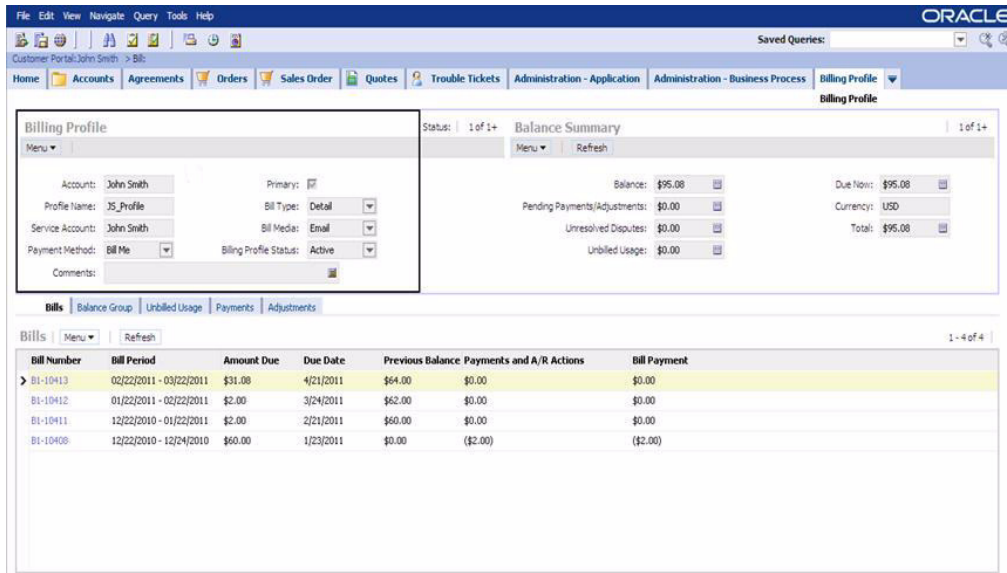 File Edit View Navigate Query Tools Help
ORACLE
Saved Queries:
Customer Portal:John Smith > Bill:
Home Accounts Agreements Orders Sales Order Quotes Trouble Tickets Administration - Application Administration - Business Process Billing Profile
Billing Profile
Billing Profile Status: 1 of 1+
Menu
Account: John Smith Primary:
Profile Name: JS_Profile Bill Type: Detail
Service Account: John Smith Bill Media: Email
Payment Method: Bill Me Billing Profile Status: Active
Comments:
Balance Summary 1 of 1+
Menu Refresh
Balance: $95.08 Due Now: $95.08
Pending Payments/Adjustments: $0.00 Currency: USD
Unresolved Disputes: $0.00 Total: $95.08
Unbilled Usage: $0.00
Bills Balance Group Unbilled Usage Payments Adjustments
Bills Menu Refresh 1 - 4 of 4
Bill Number Bill Period Amount Due Due Date Previous Balance Payments and A/R Actions Bill Payment
B1-10413 02/22/2011 - 03/22/2011 $31.08 4/21/2011 $64.00 $0.00 $0.00
B1-10412 01/22/2011 - 02/22/2011 $2.00 3/24/2011 $62.00 $0.00 $0.00
B1-10411 12/22/2010 - 01/22/2011 $2.00 2/21/2011 $60.00 $0.00 $0.00
B1-10408 12/22/2010 - 12/24/2010 $60.00 1/23/2011 $0.00 ($2.00) ($2.00)